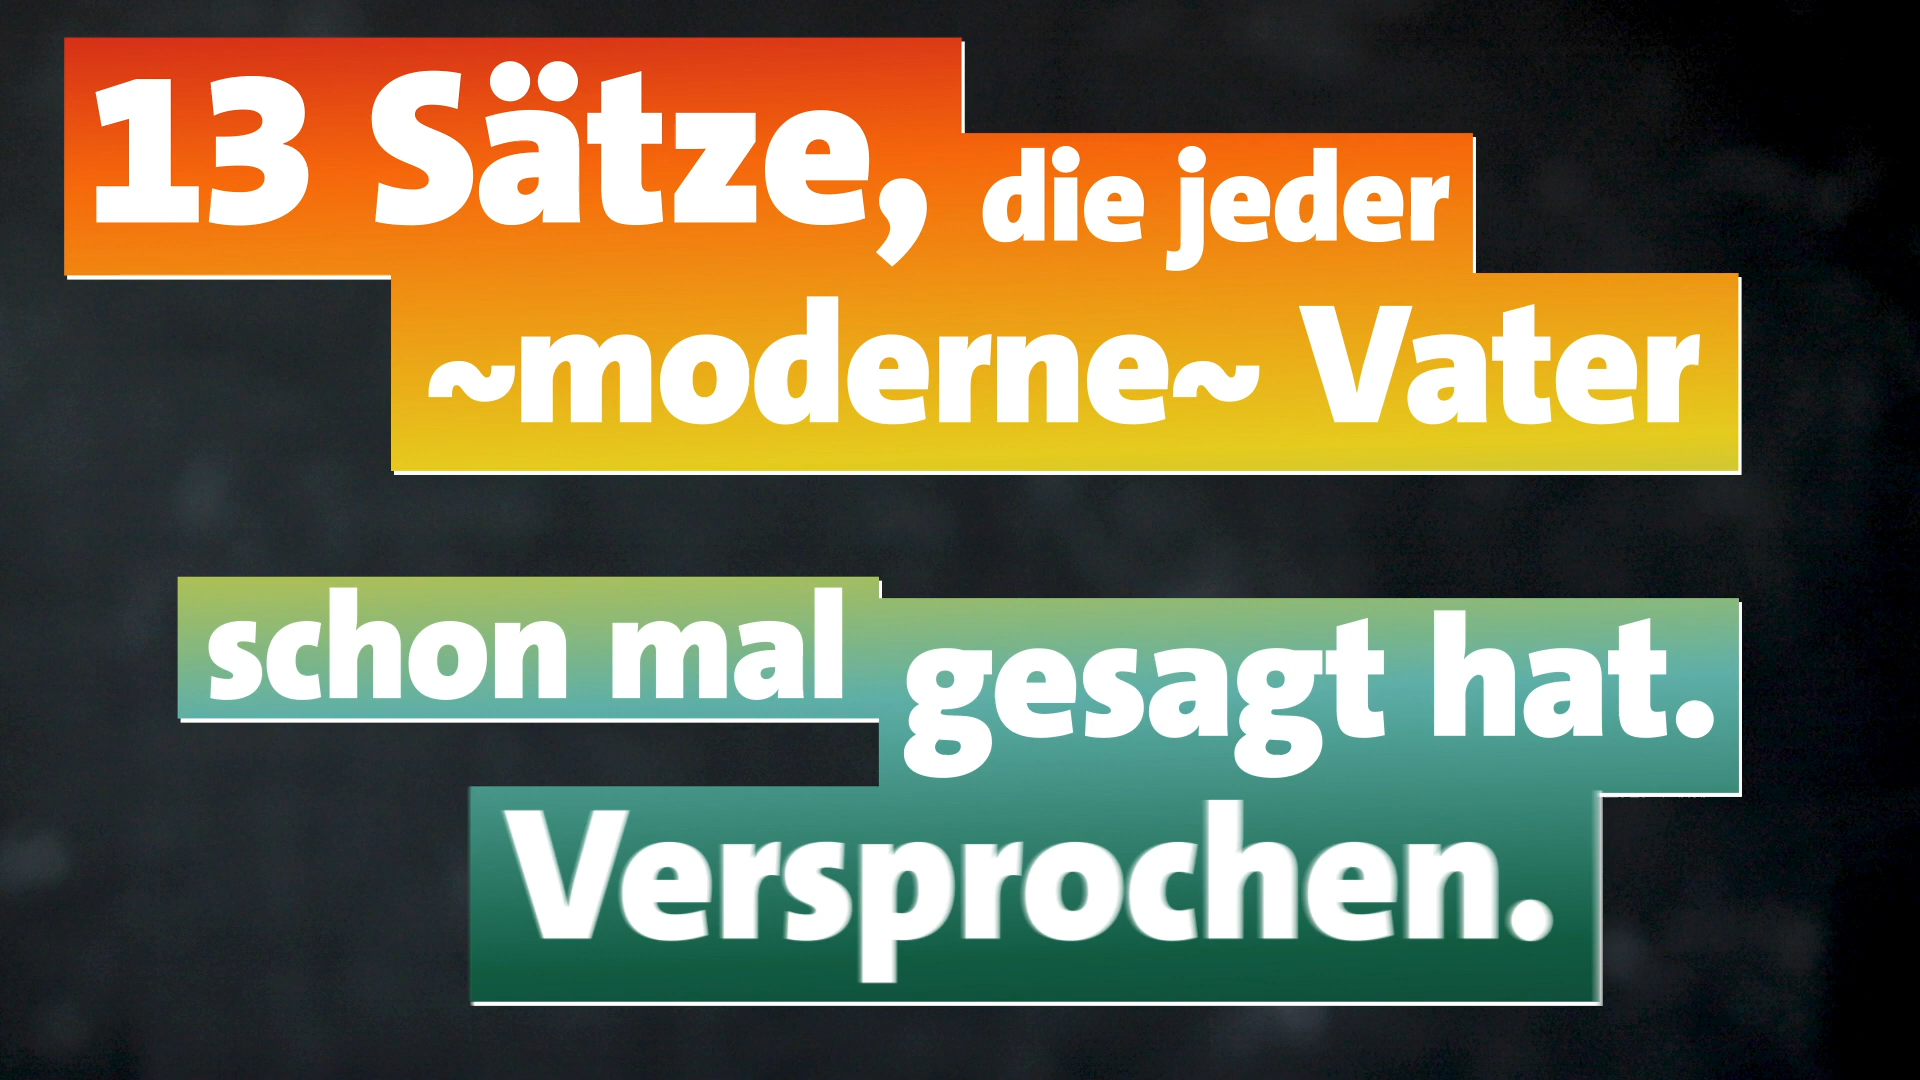 13 Sätze, die jeder
~moderne~ Vater
schon mal gesagt hat.
Versprochen.